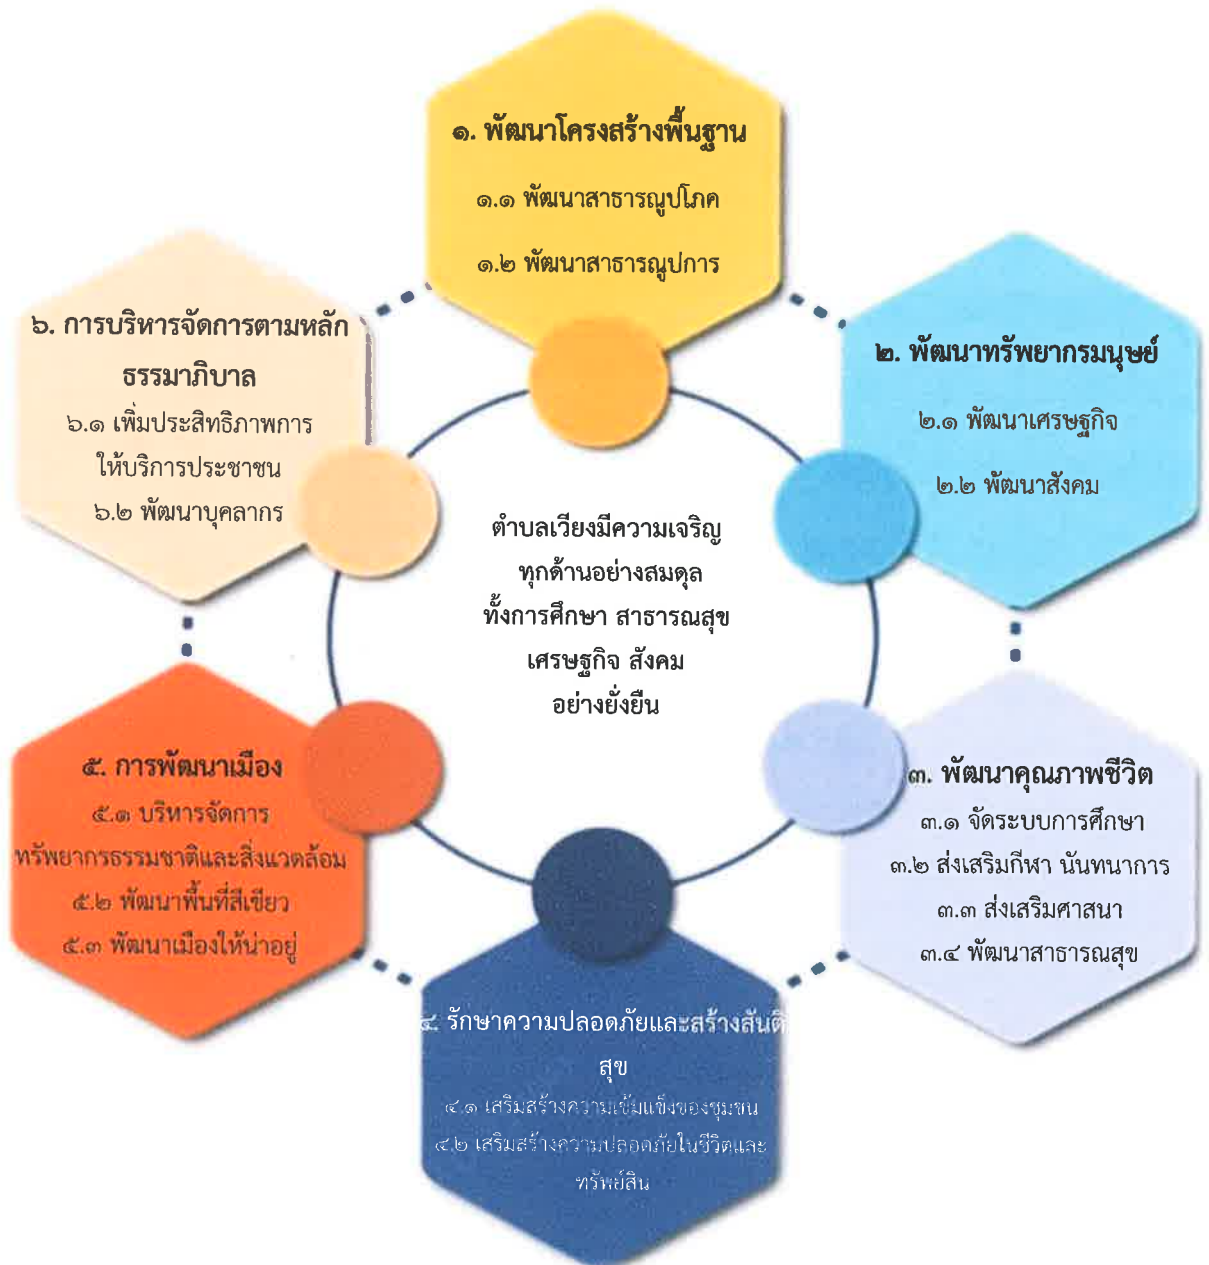 ๑. พัฒนาโครงสร้างพื้นฐาน
๑.๑ พัฒนาสาธารณูปโภค
๑.๒ พัฒนาสาธารณูปการ
๒. พัฒนาทรัพยากรมนุษย์
๒.๑ พัฒนาเศรษฐกิจ
๒.๒ พัฒนาสังคม
๓. พัฒนาคุณภาพชีวิต
๓.๑ จัดระบบการศึกษา
๓.๒ ส่งเสริมกีฬา นันทนาการ
๓.๓ ส่งเสริมศาสนา
๓.๔ พัฒนาสาธารณสุข
๔. รักษาความปลอดภัยและสร้างสันติ
สุข
๔.๑ เสริมสร้างความเข้มแข็งของชุมชน
๔.๒ เสริมสร้างความปลอดภัยในชีวิตและ
ทรัพย์สิน
๕. การพัฒนาเมือง
๕.๑ บริหารจัดการ
ทรัพยากรธรรมชาติและสิ่งแวดล้อม
๕.๒ พัฒนาพื้นที่สีเขียว
๕.๓ พัฒนาเมืองให้น่าอยู่
๖. การบริหารจัดการตามหลัก
ธรรมาภิบาล
๖.๑ เพิ่มประสิทธิภาพการ
ให้บริการประชาชน
๖.๒ พัฒนาบุคลากร
ตำบลเวียงมีความเจริญ
ทุกด้านอย่างสมดุล
ทั้งการศึกษา สาธารณสุข
เศรษฐกิจ สังคม
อย่างยั่งยืน